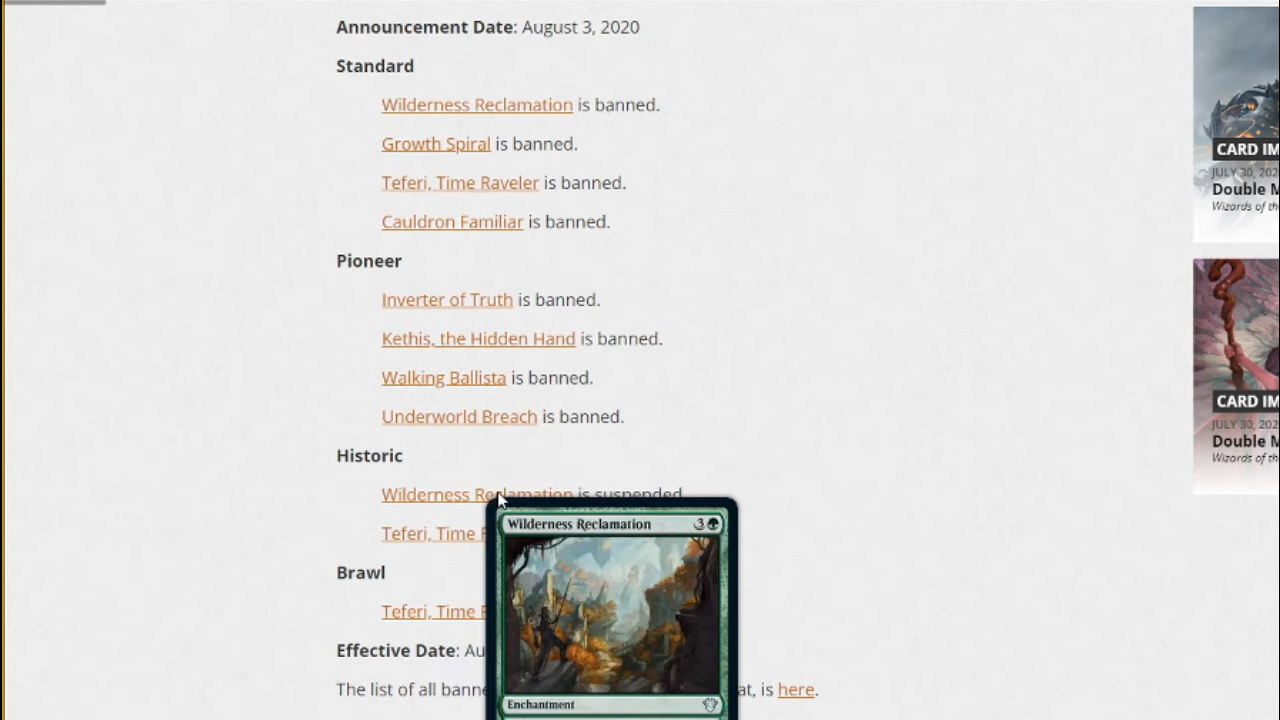 Announcement Date: August 3, 2020
Standard
Wilderness Reclamation is banned.
Growth Spiral is banned.
Teferi, Time Raveler is banned.
Cauldron Familiar is banned.
Pioneer
Inverter of Truth is banned.
Kethis, the Hidden Hand is banned.
Walking Ballista is banned.
Underworld Breach is banned.
Historic
Wilderness Reclamation is suspended.
Teferi, Time
Brawl
Teferi, Time
Effective Date: Au
The list of all banne at, is here.
Wilderness Reclamation 3
Enchantment
CARD IM
JULY 30, 202
Double M
Wizards of th
CARD IM
JULY 30, 202
Double M
Wizards of th